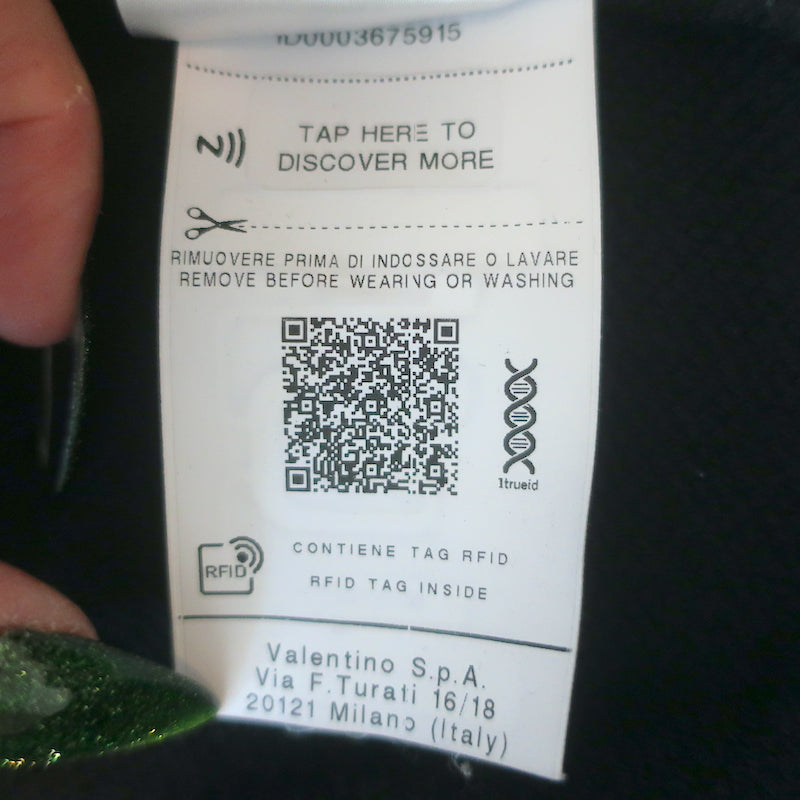 ID0003675915
TAP HERE TO
DISCOVER MORE
RIMUOVERE PRIMA DI INDOSSARE O LAVARE
REMOVE BEFORE WEARING OR WASHING
1trueid
RFID
CONTIENE TAG RFID
RFID TAG INSIDE
Valentino S.p.A.
Via F.Turati 16/18
20121 Milano (Italy)